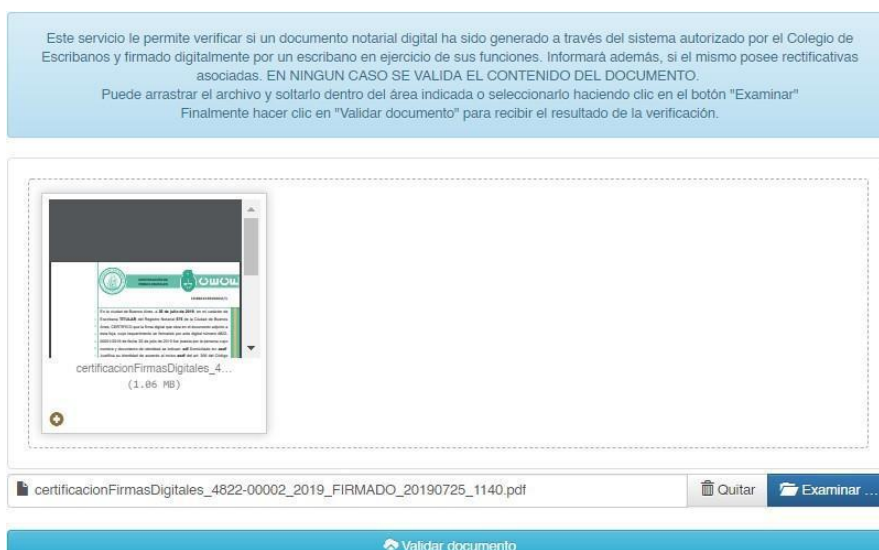 Este servicio le permite verificar si un documento notarial digital ha sido generado a través del sistema autorizado por el Colegio de
Escribanos y firmado digitalmente por un escribano en ejercicio de sus funciones. Informará además, si el mismo posee rectificativas
asociadas. EN NINGUN CASO SE VALIDA EL CONTENIDO DEL DOCUMENTO.
Puede arrastrar el archivo y soltarlo dentro del área indicada o seleccionarlo haciendo clic en el botón "Examinar"
Finalmente hacer clic en "Validar documento" para recibir el resultado de la verificación.
certificacionFirmasDigitales_4...
(1.06 MB)
certificacionFirmasDigitales_4822-00002_2019_FIRMADO_20190725_1140.pdf
Quitar
Examinar ...
Validar documento